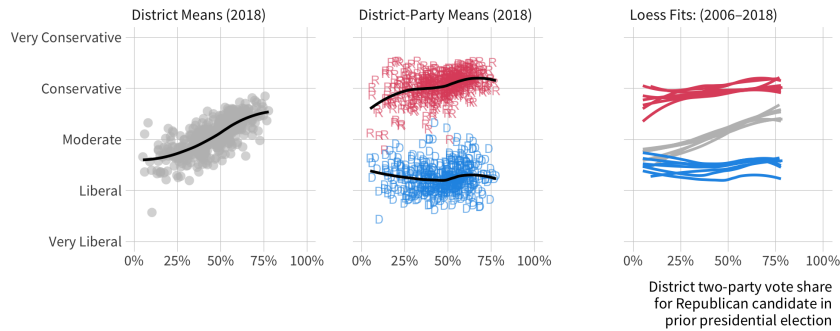 District Means (2018)
District-Party Means (2018)
Loess Fits: (2006–2018)
Very Conservative
Conservative
Moderate
Liberal
Very Liberal
0% 25% 50% 75% 100%
0% 25% 50% 75% 100%
0% 25% 50% 75% 100%
District two-party vote share
for Republican candidate in
prior presidential election